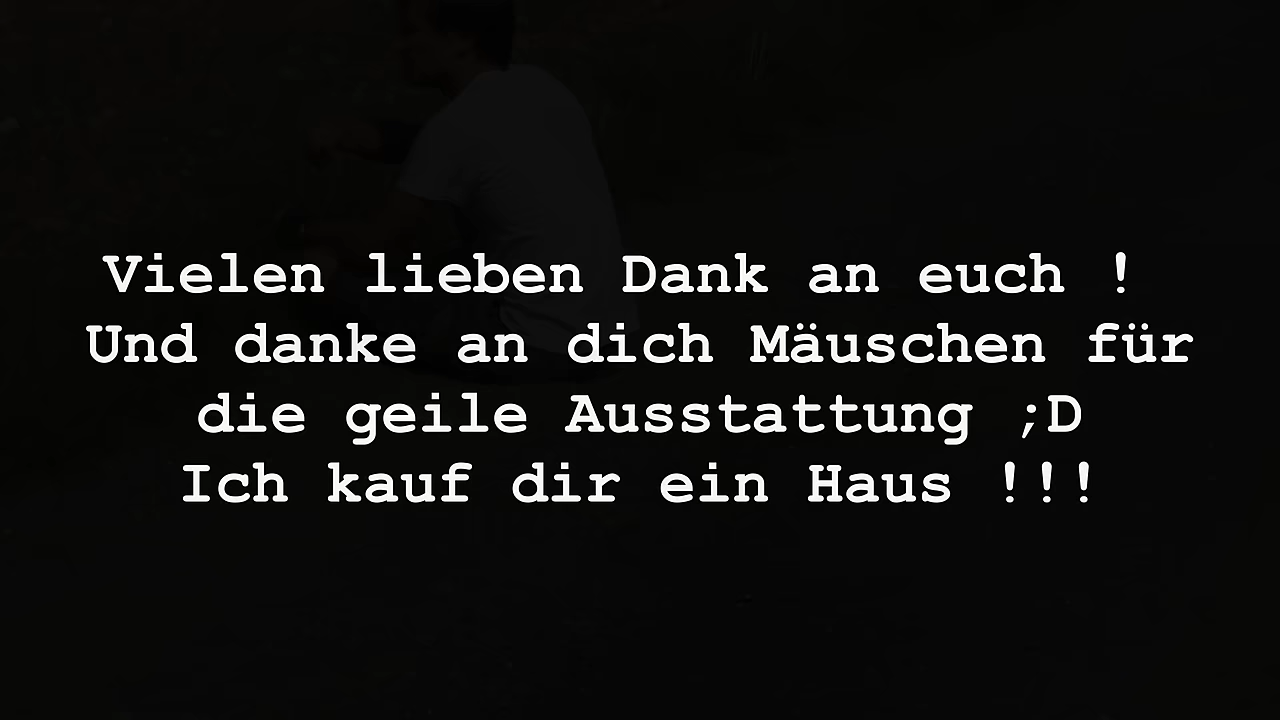 Vielen lieben Dank an euch !
Und danke an dich Mäuschen für
die geile Ausstattung ;D
Ich kauf dir ein Haus !!!